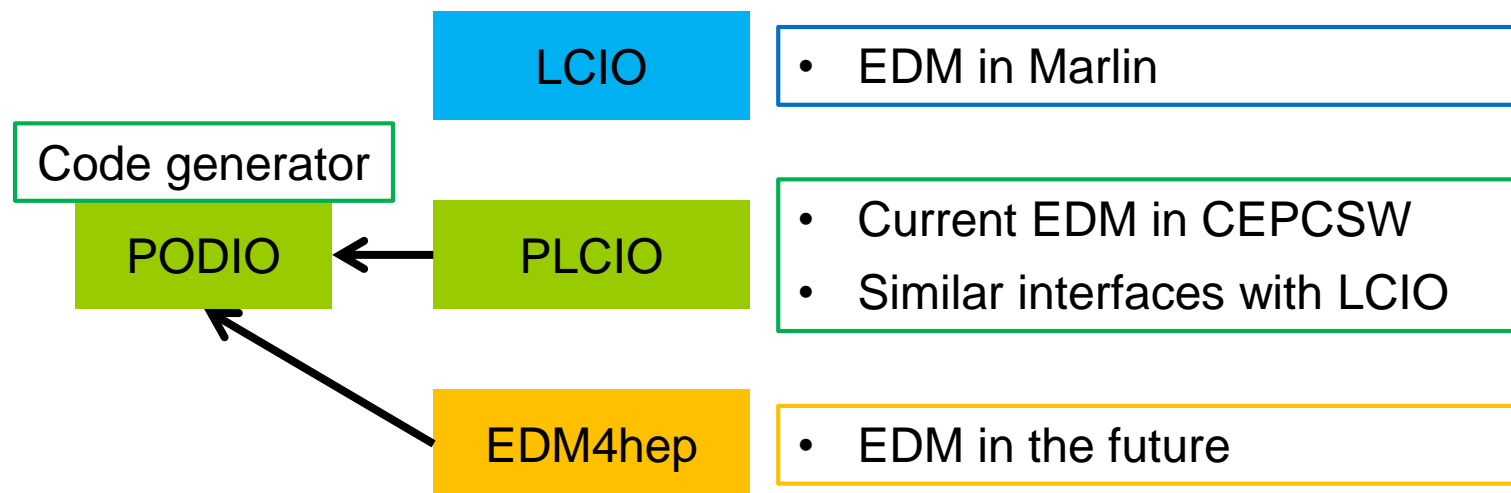 LCIO
• EDM in Marlin
Code generator
PODIO
PLCIO
• Current EDM in CEPCSW
• Similar interfaces with LCIO
EDM4hep
• EDM in the future